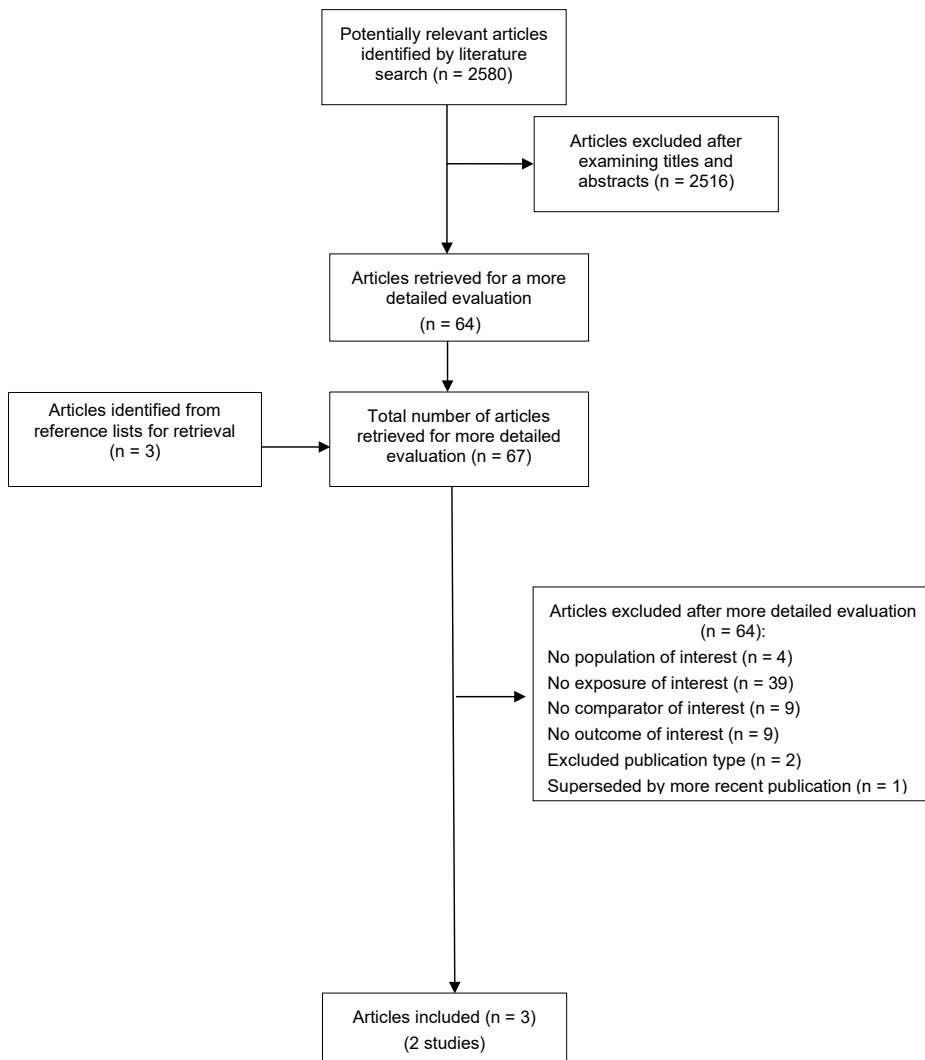 Potentially relevant articles
identified by literature
search (n = 2580)
Articles excluded after
examining titles and
abstracts (n = 2516)
Articles retrieved for a more
detailed evaluation
(n = 64)
Articles identified from
reference lists for retrieval
(n = 3)
Total number of articles
retrieved for more detailed
evaluation (n = 67)
Articles excluded after more detailed evaluation
(n = 64):
No population of interest (n = 4)
No exposure of interest (n = 39)
No comparator of interest (n = 9)
No outcome of interest (n = 9)
Excluded publication type (n = 2)
Superseded by more recent publication (n = 1)
Articles included (n = 3)
(2 studies)